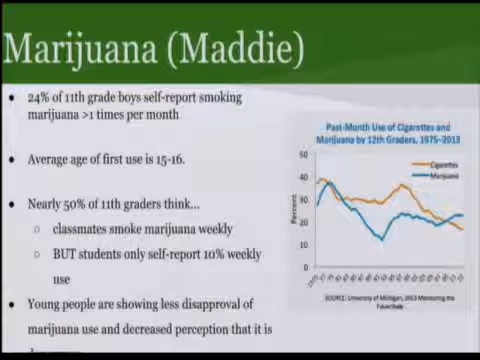 Marijuana (Maddie)
24% of 11th grade boys self-report smoking
marijuana >1 times per month
Average age of first use is 15-16.
Nearly 50% of 11th graders think...
classmates smoke marijuana weekly
BUT students only self-report 10% weekly
use
Young people are showing less disapproval of
marijuana use and decreased perception that it is
Past-Month Use of Cigarettes and
Marijuana by 12th Graders, 1975–2013
Cigarettes
Marijuana
Percent
50
40
30
20
10
0
SOURCE: University of Michigan, 2013 Monitoring the
Future Study